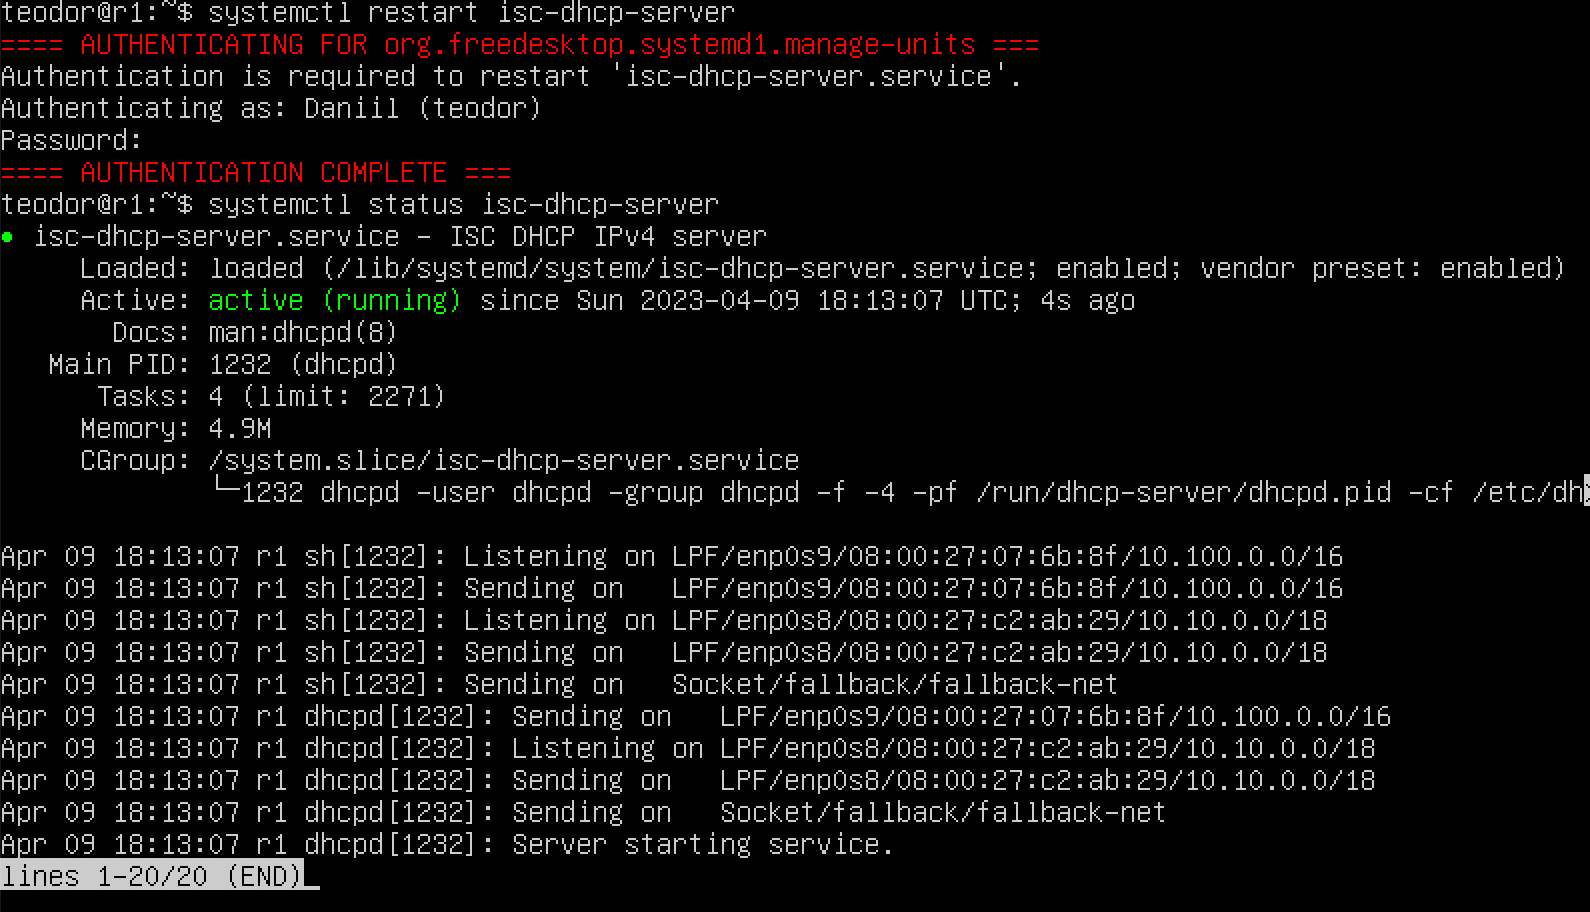 teodor@r1:~$ systemctl restart isc-dhcp-server
==== AUTHENTICATING FOR org.freedesktop.systemd1.manage-units ===
Authentication is required to restart 'isc-dhcp-server.service'.
Authenticating as: Daniil (teodor)
Password:
==== AUTHENTICATION COMPLETE ===
teodor@r1:~$ systemctl status isc-dhcp-server
● isc-dhcp-server.service - ISC DHCP IPv4 server
     Loaded: loaded (/lib/systemd/system/isc-dhcp-server.service; enabled; vendor preset: enabled)
     Active: active (running) since Sun 2023-04-09 18:13:07 UTC; 4s ago
       Docs: man:dhcpd(8)
   Main PID: 1232 (dhcpd)
      Tasks: 4 (limit: 2271)
     Memory: 4.9M
     CGroup: /system.slice/isc-dhcp-server.service
             └─1232 dhcpd -user dhcpd -group dhcpd -f -4 -pf /run/dhcp-server/dhcpd.pid -cf /etc/dh>
Apr 09 18:13:07 r1 sh[1232]: Listening on LPF/enp0s9/08:00:27:07:6b:8f/10.100.0.0/16
Apr 09 18:13:07 r1 sh[1232]: Sending on   LPF/enp0s9/08:00:27:07:6b:8f/10.100.0.0/16
Apr 09 18:13:07 r1 sh[1232]: Listening on LPF/enp0s8/08:00:27:c2:ab:29/10.10.0.0/18
Apr 09 18:13:07 r1 sh[1232]: Sending on   LPF/enp0s8/08:00:27:c2:ab:29/10.10.0.0/18
Apr 09 18:13:07 r1 sh[1232]: Sending on   Socket/fallback/fallback-net
Apr 09 18:13:07 r1 dhcpd[1232]: Sending on   LPF/enp0s9/08:00:27:07:6b:8f/10.100.0.0/16
Apr 09 18:13:07 r1 dhcpd[1232]: Listening on LPF/enp0s8/08:00:27:c2:ab:29/10.10.0.0/18
Apr 09 18:13:07 r1 dhcpd[1232]: Sending on   LPF/enp0s8/08:00:27:c2:ab:29/10.10.0.0/18
Apr 09 18:13:07 r1 dhcpd[1232]: Sending on   Socket/fallback/fallback-net
Apr 09 18:13:07 r1 dhcpd[1232]: Server starting service.
lines 1-20/20 (END)